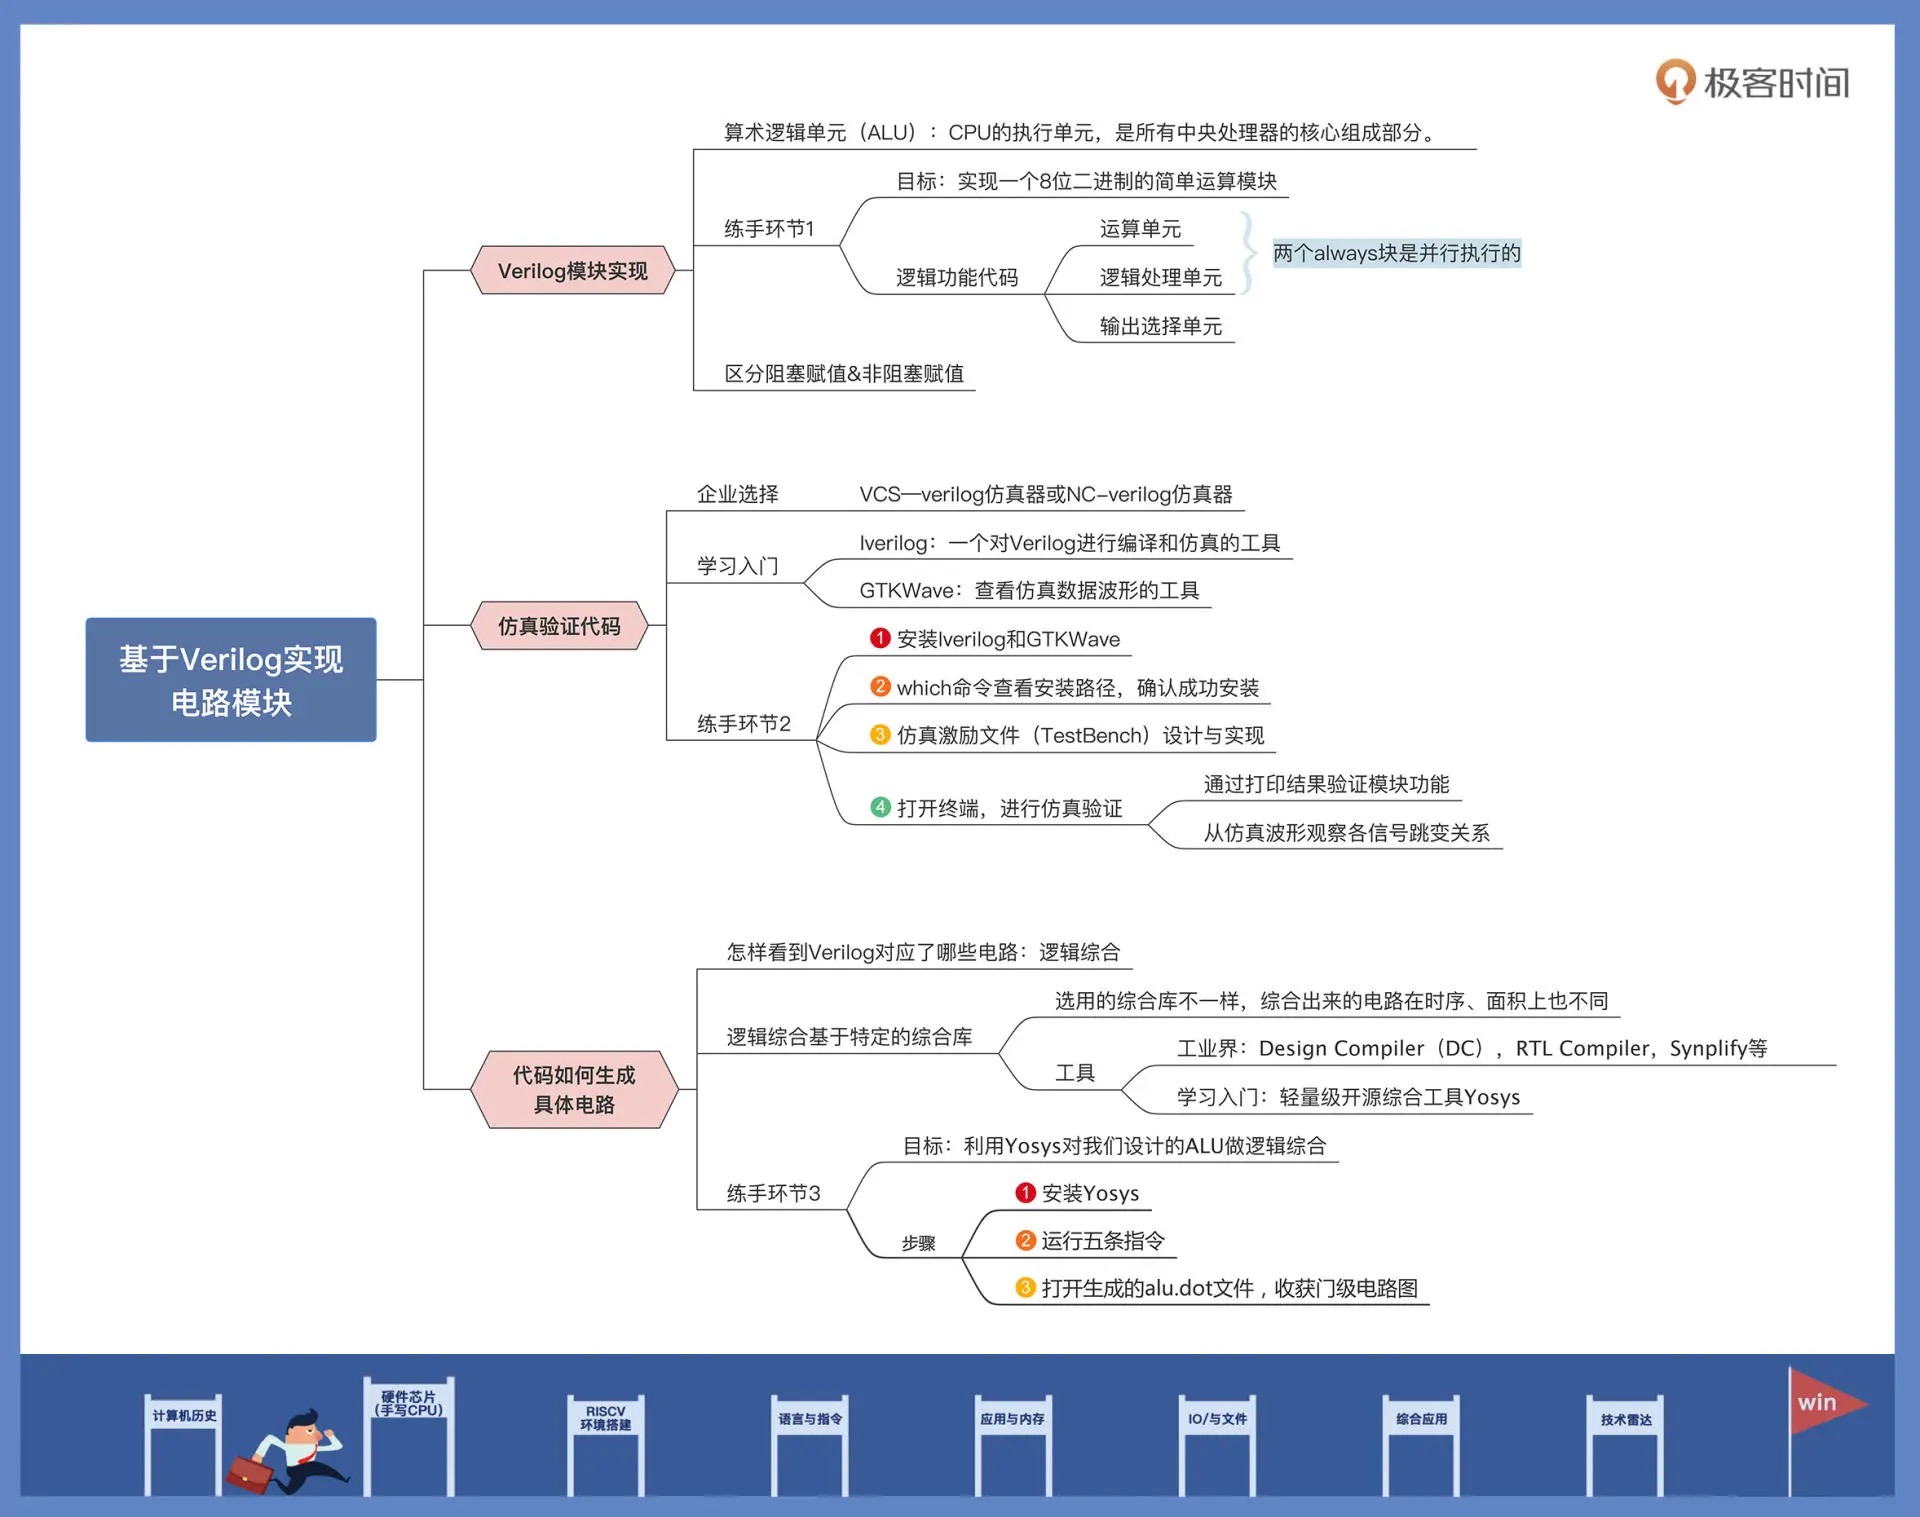 极客时间
基于Verilog实现
电路模块
Verilog模块实现
算术逻辑单元（ALU）：CPU的执行单元，是所有中央处理器的核心组成部分。
练手环节1
目标：实现一个8位二进制的简单运算模块
逻辑功能代码
运算单元
逻辑处理单元
两个always块是并行执行的
输出选择单元
区分阻塞赋值&非阻塞赋值
仿真验证代码
企业选择
VCS—verilog仿真器或NC-verilog仿真器
学习入门
lverilog：一个对Verilog进行编译和仿真的工具
GTKWave：查看仿真数据波形的工具
练手环节2
1 安装lverilog和GTKWave
2 which命令查看安装路径，确认成功安装
3 仿真激励文件（TestBench）设计与实现
4 打开终端，进行仿真验证
通过打印结果验证模块功能
从仿真波形观察各信号跳变关系
代码如何生成
具体电路
怎样看到Verilog对应了哪些电路：逻辑综合
逻辑综合基于特定的综合库
选用的综合库不一样，综合出来的电路在时序、面积上也不同
工具
工业界：Design Compiler（DC），RTL Compiler，Synplify等
学习入门：轻量级开源综合工具Yosys
练手环节3
目标：利用Yosys对我们设计的ALU做逻辑综合
步骤
1 安装Yosys
2 运行五条指令
3 打开生成的alu.dot文件，收获门级电路图
计算机历史
硬件芯片
（手写CPU）
RISCV
环境搭建
语言与指令
应用与内存
IO/与文件
综合应用
技术雷达
win